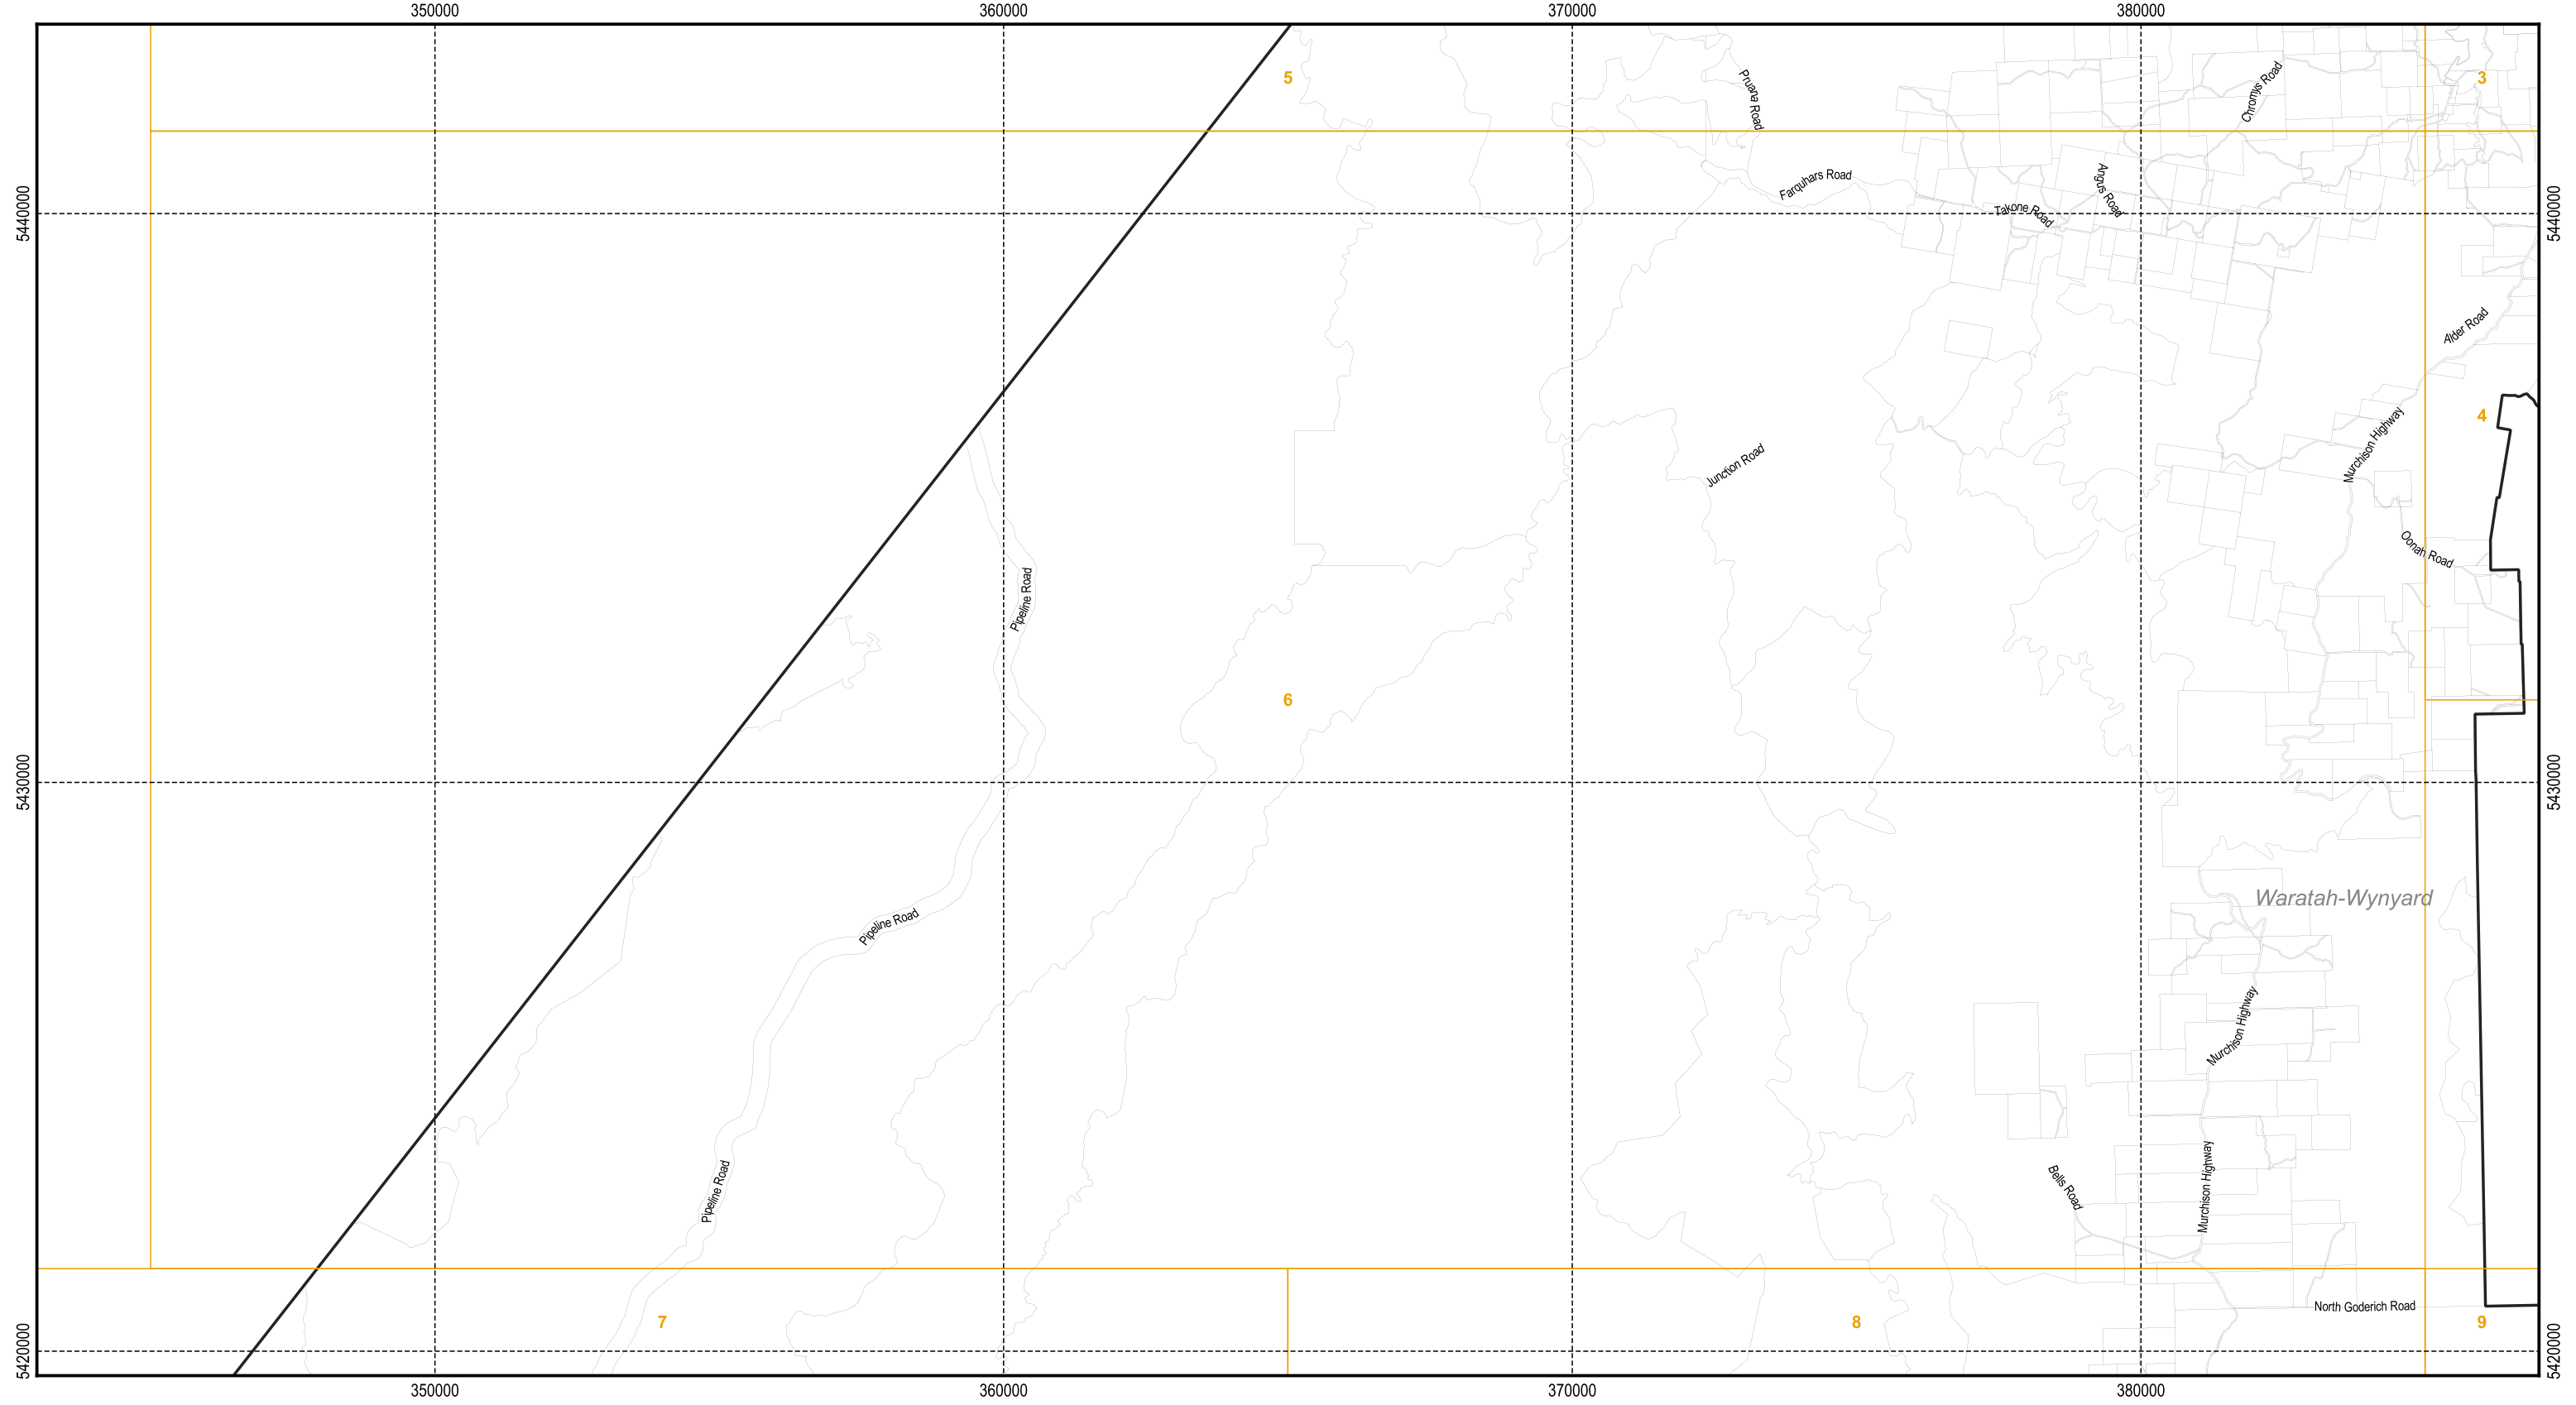 350000
360000
370000
380000
5
3
Pruana Road
Chromys Road
Farquhars Road
Angus Road
Takone Road
5440000
5440000
Alder Road
4
Murchison Highway
Junction Road
Oonah Road
Pipeline Road
6
5430000
5430000
Waratah-Wynyard
Pipeline Road
Murchison Highway
Pipeline Road
Bells Road
Murchison Highway
North Goderich Road
7
8
9
5420000
5420000
350000
360000
370000
380000